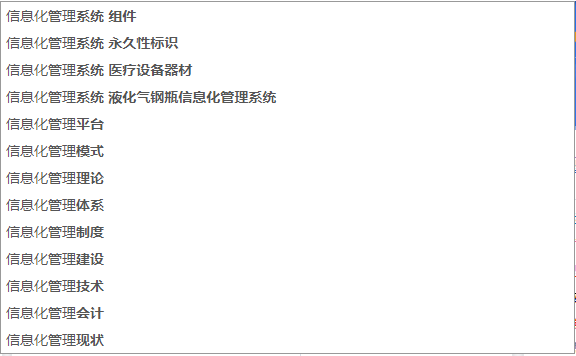 信息化管理系统 组件
信息化管理系统 永久性标识
信息化管理系统 医疗设备器材
信息化管理系统 液化气钢瓶信息化管理系统
信息化管理平台
信息化管理模式
信息化管理理论
信息化管理体系
信息化管理制度
信息化管理建设
信息化管理技术
信息化管理会计
信息化管理现状